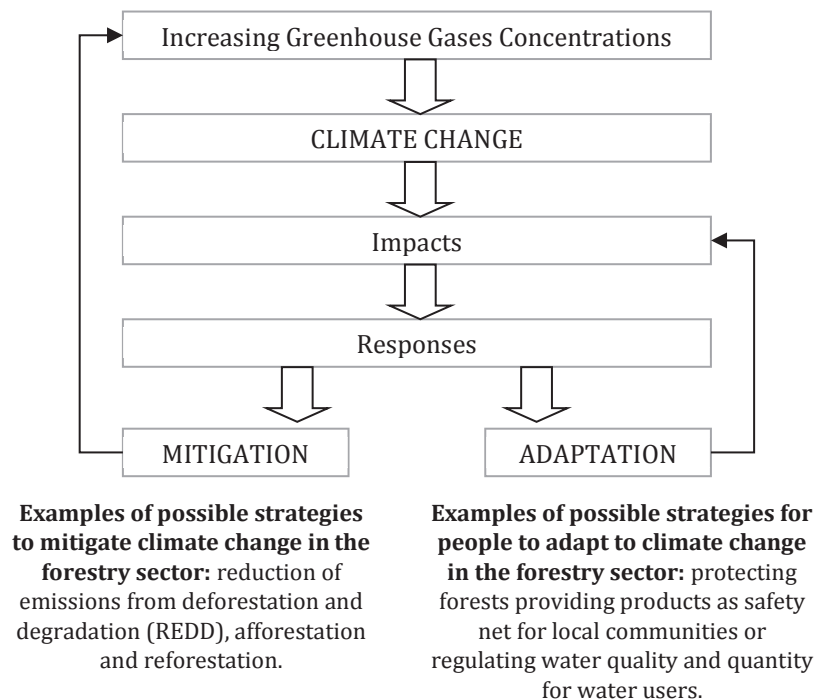 Increasing Greenhouse Gases Concentrations
CLIMATE CHANGE
Impacts
Responses
MITIGATION
ADAPTATION
Examples of possible strategies
to mitigate climate change in the
forestry sector: reduction of
emissions from deforestation and
degradation (REDD), afforestation
and reforestation.
Examples of possible strategies for
people to adapt to climate change
in the forestry sector: protecting
forests providing products as safety
net for local communities or
regulating water quality and quantity
for water users.